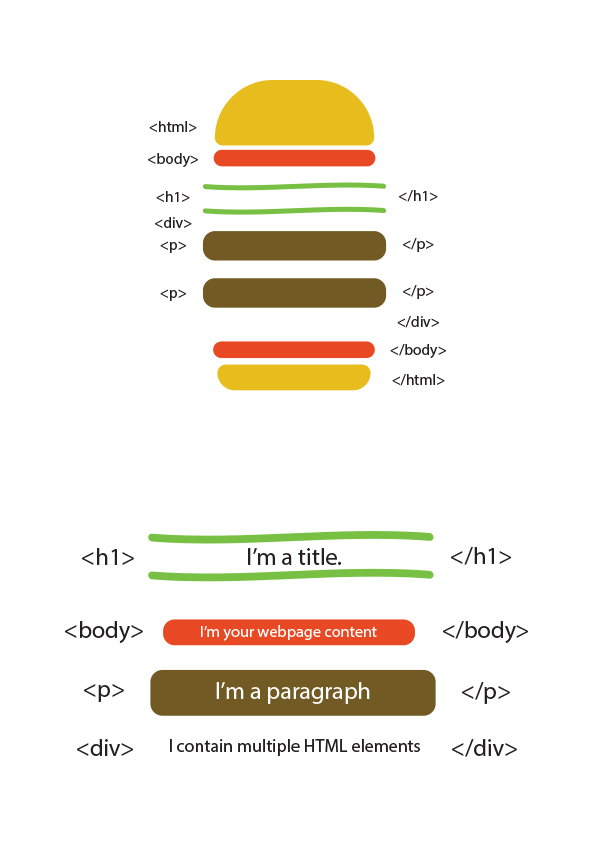 <html>
<body>
<h1> </h1>
<div>
<p> </p>
<p> </p>
</div>
</body>
</html>
<h1> I’m a title. </h1>
<body> I’m your webpage content </body>
<p> I’m a paragraph </p>
<div> I contain multiple HTML elements </div>